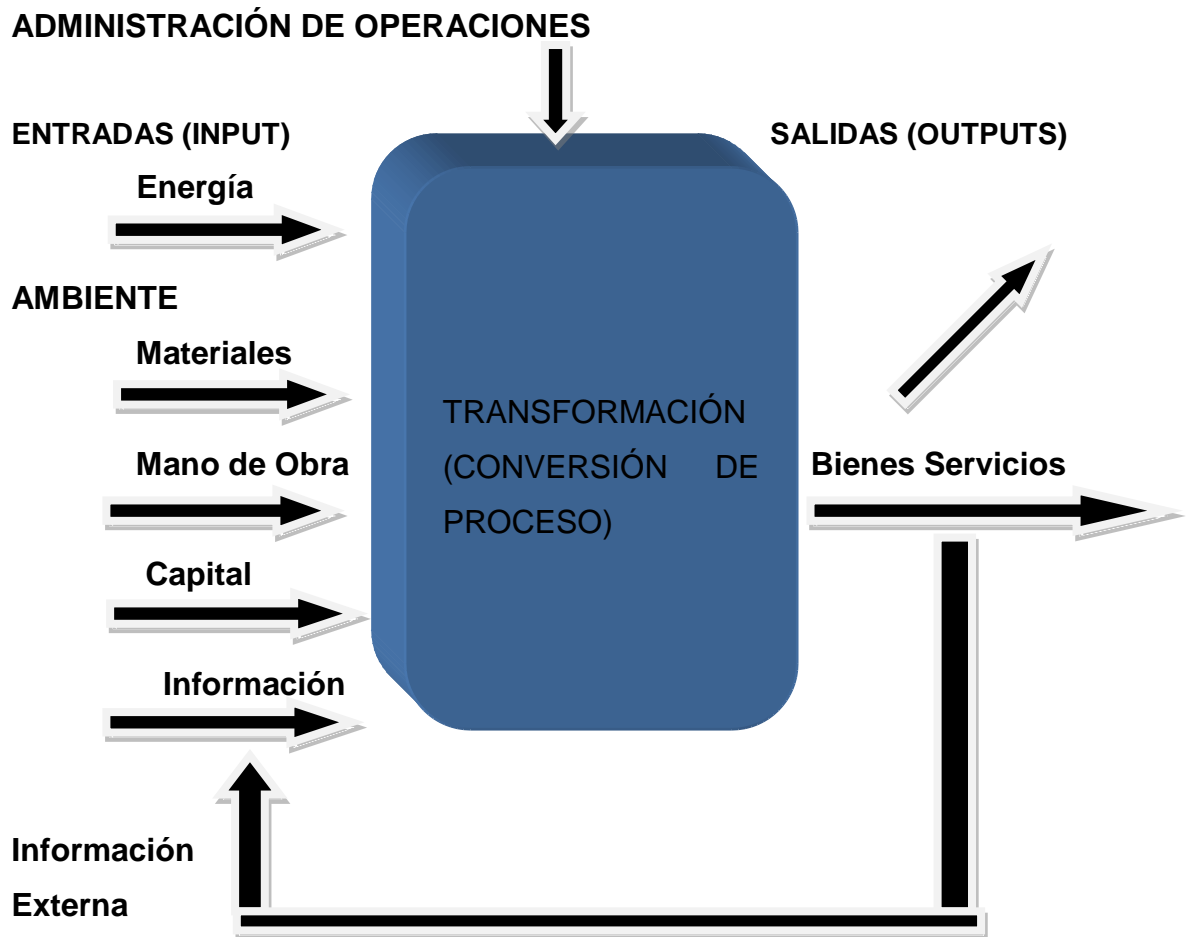 ADMINISTRACIÓN DE OPERACIONES
ENTRADAS (INPUT)
SALIDAS (OUTPUTS)
Energía
AMBIENTE
Materiales
Mano de Obra
Capital
Información
TRANSFORMACIÓN
(CONVERSIÓN DE
PROCESO)
Bienes Servicios
Información
Externa